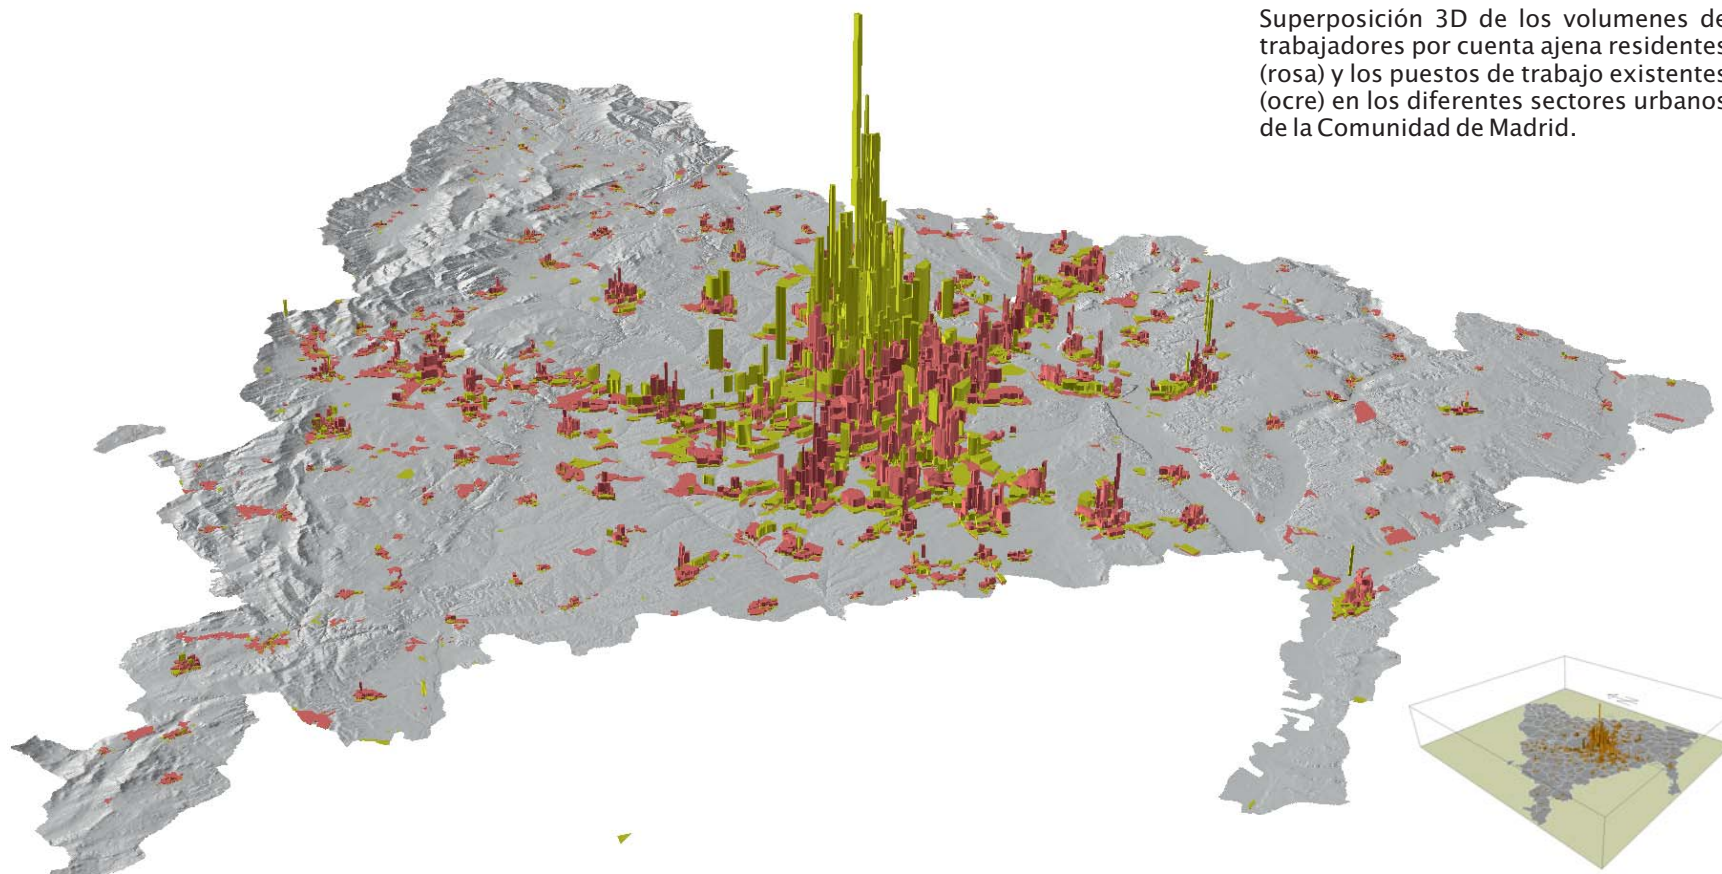 Superposición 3D de los volumenes de
trabajadores por cuenta ajena residentes
(rosa) y los puestos de trabajo existentes
(ocre) en los diferentes sectores urbanos
de la Comunidad de Madrid.